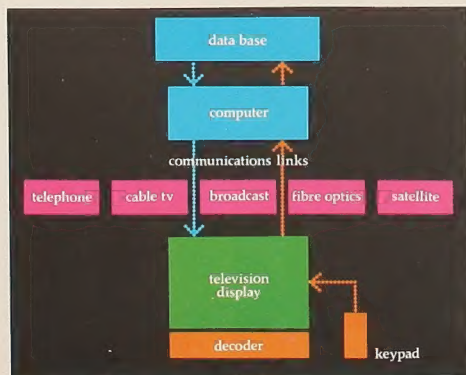 data base
computer
communications links
telephone cable tv broadcast fibre optics satellite
television
display
decoder
keypad